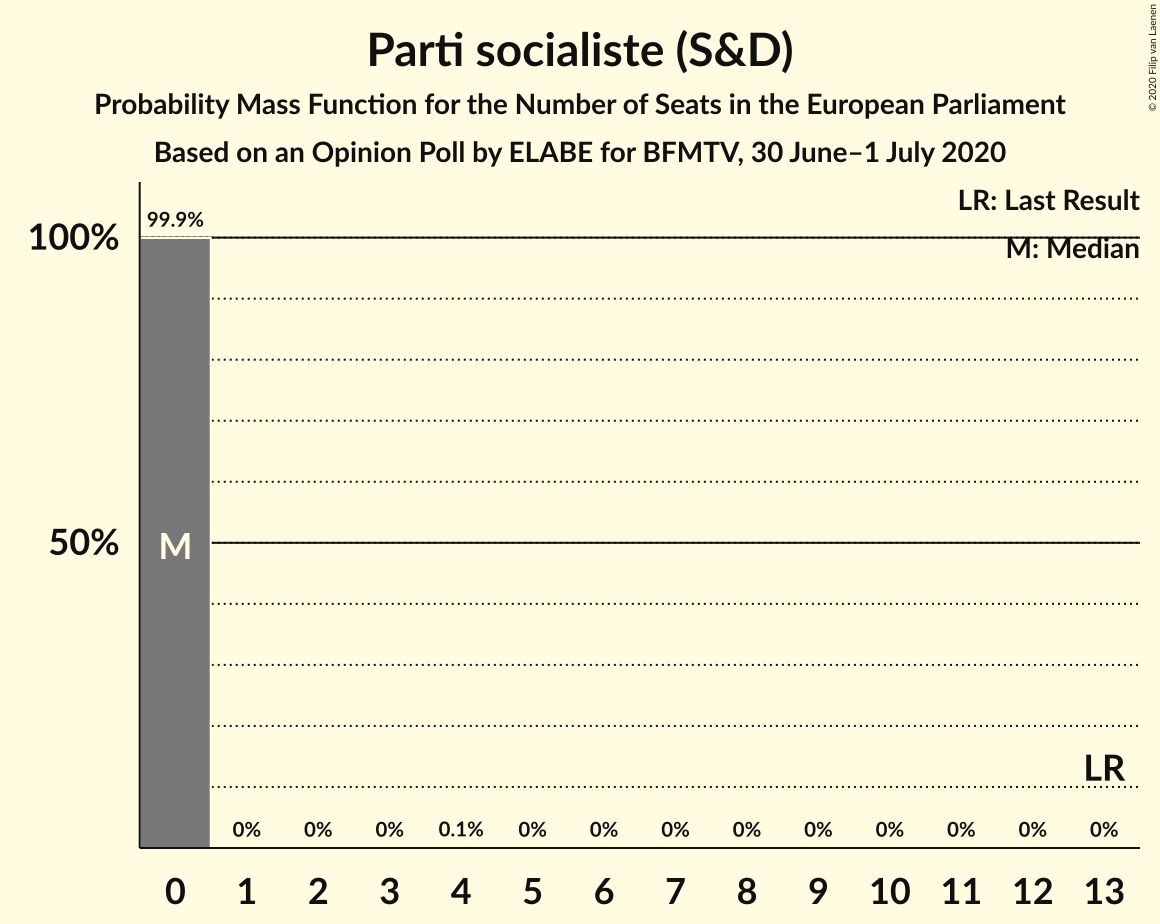 Parti socialiste (S&D)
Probability Mass Function for the Number of Seats in the European Parliament
Based on an Opinion Poll by ELABE for BFMTV, 30 June–1 July 2020
© 2020 Filip van Laenen
LR: Last Result
M: Median
99.9%
100%
50%
M
LR
0% 0% 0% 0.1% 0% 0% 0% 0% 0% 0% 0% 0% 0%
0 1 2 3 4 5 6 7 8 9 10 11 12 13